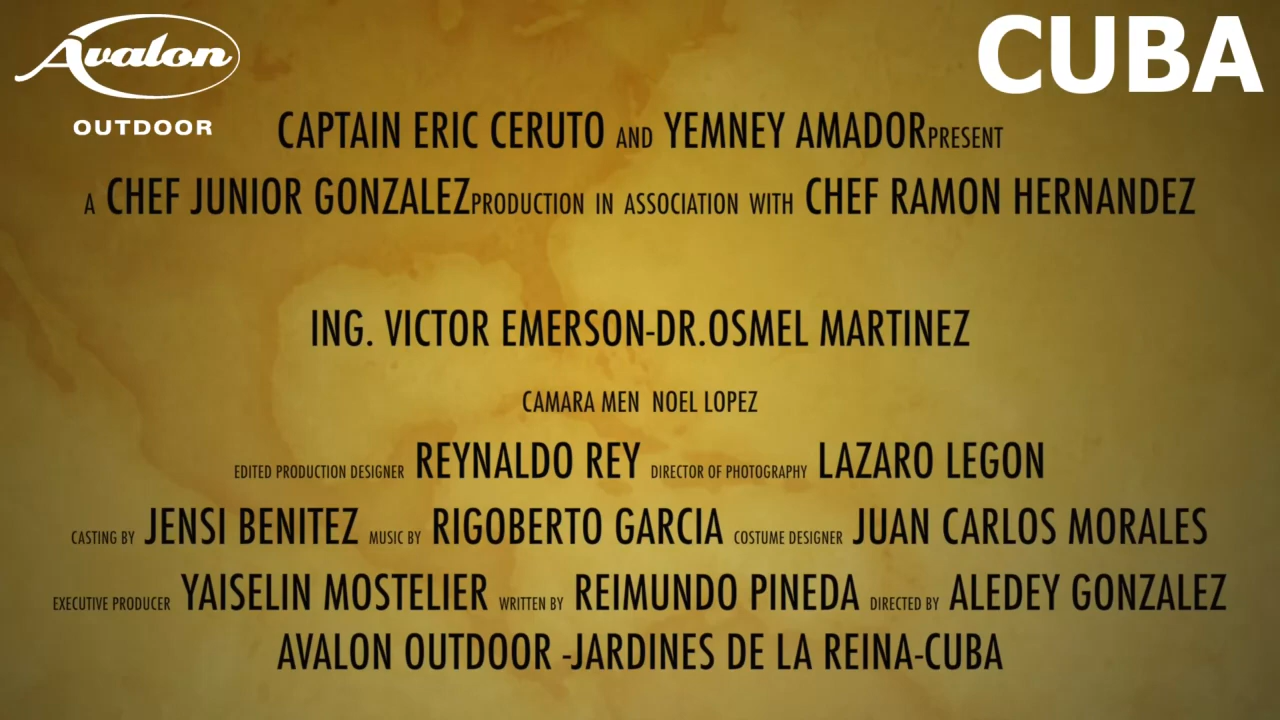 Avalon
OUTDOOR
CUBA
CAPTAIN ERIC CERUTO AND YEMNEY AMADORPRESENT
A CHEF JUNIOR GONZALEZPRODUCTION IN ASSOCIATION WITH CHEF RAMON HERNANDEZ
ING. VICTOR EMERSON-DR.OSMEL MARTINEZ
CAMARA MEN NOEL LOPEZ
EDITED PRODUCTION DESIGNER REYNALDO REY DIRECTOR OF PHOTOGRAPHY LAZARO LEGON
CASTING BY JENSI BENITEZ MUSIC BY RIGOBERTO GARCIA COSTUME DESIGNER JUAN CARLOS MORALES
EXECUTIVE PRODUCER YAISELIN MOSTELIER WRITTEN BY REIMUNDO PINEDA DIRECTED BY ALEDEY GONZALEZ
AVALON OUTDOOR -JARDINES DE LA REINA-CUBA